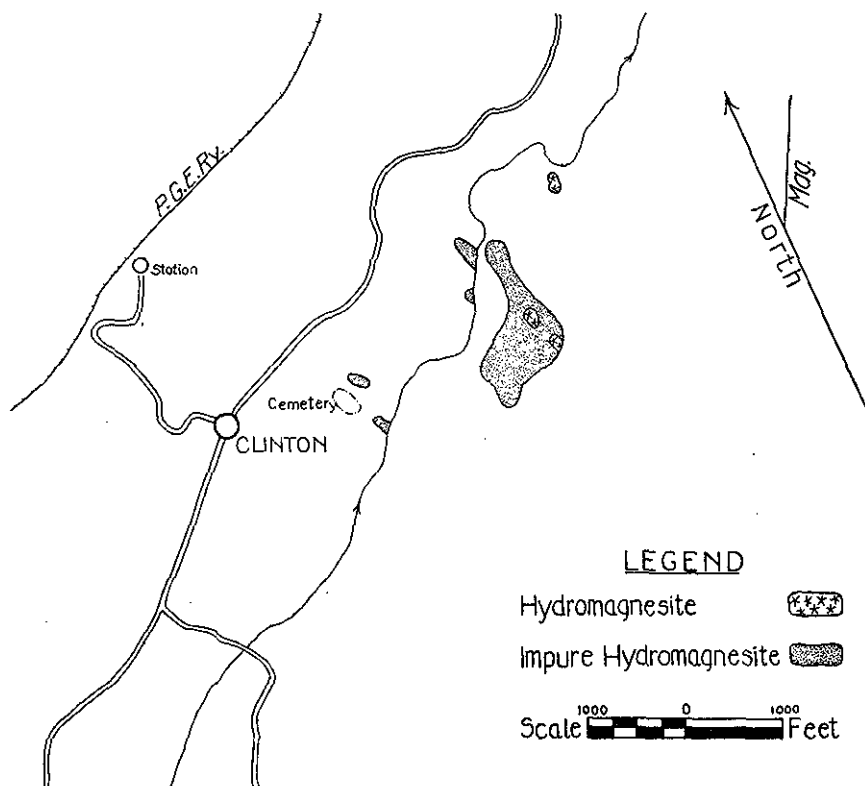 P.G.E.Ry.
Station
Cemetery
CLINTON
North
Mag.
LEGEND
Hydromagnesite
Impure Hydromagnesite
1000 0 1000
Scale Feet